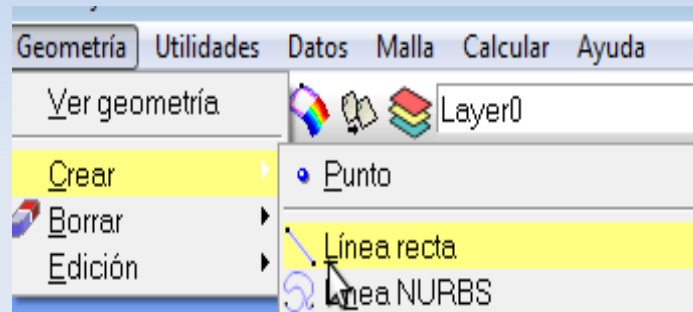 Geometría Utilidades Datos Malla Calcular Ayuda
Ver geometría
Layer0
Crear
Punto
Borrar
Línea recta
Edición
Línea NURBS